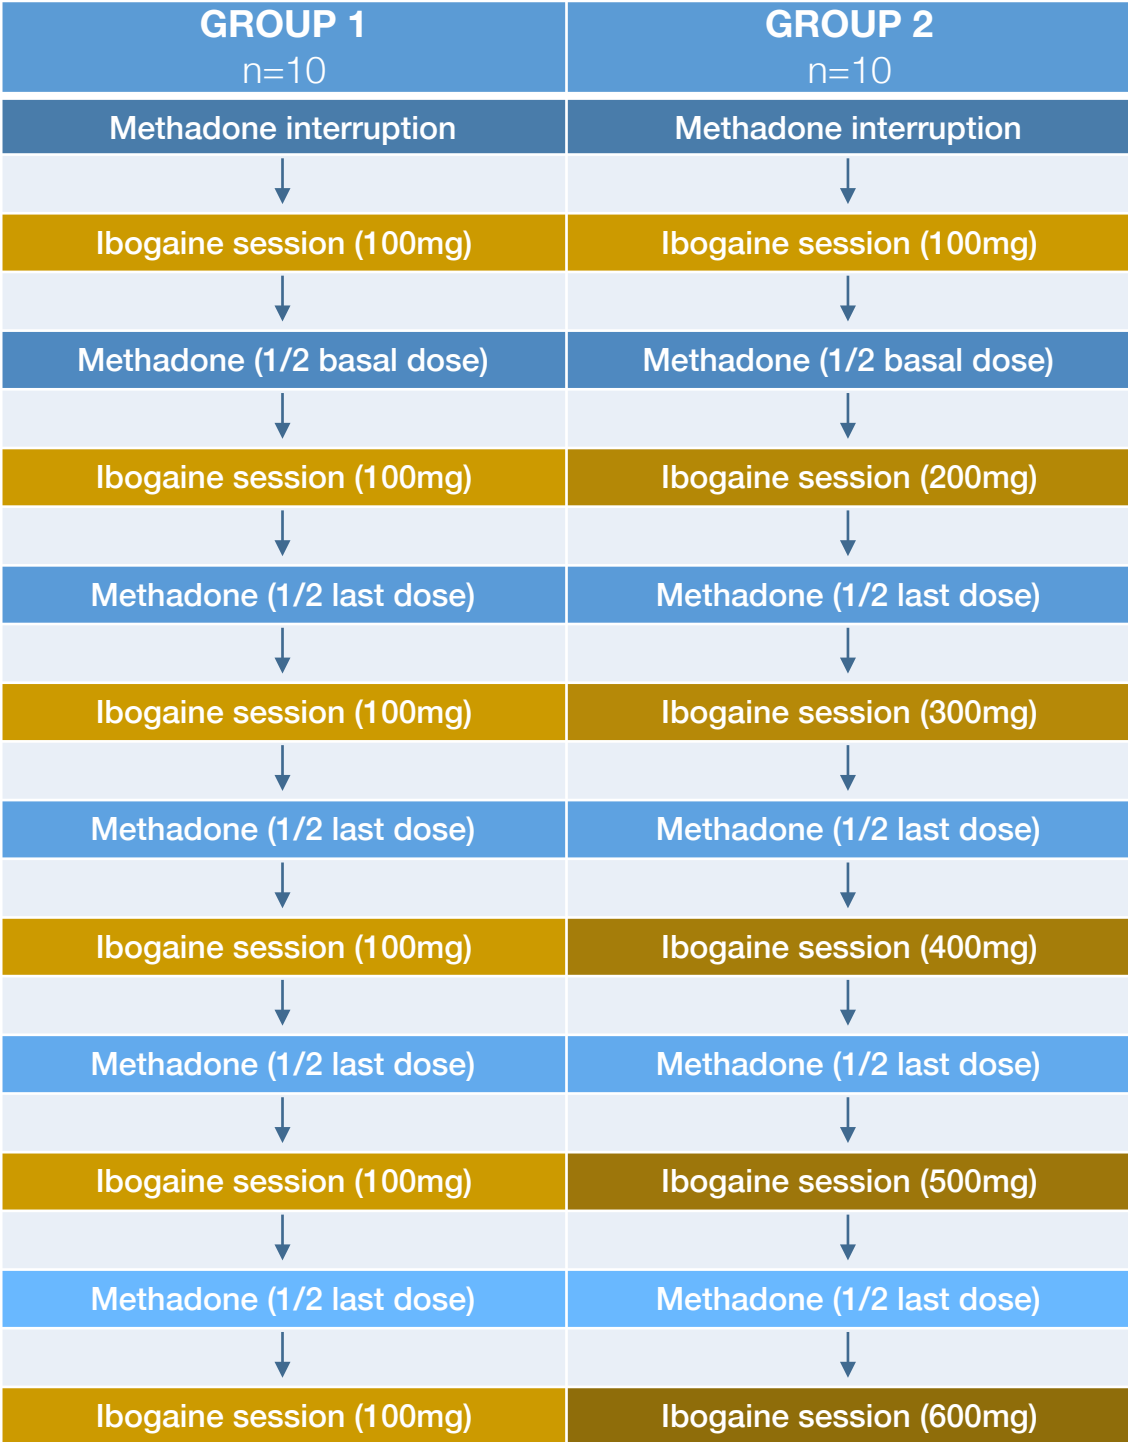 GROUP 1
n=10
GROUP 2
n=10
Methadone interruption
Methadone interruption
Ibogaine session (100mg)
Ibogaine session (100mg)
Methadone (1/2 basal dose)
Methadone (1/2 basal dose)
Ibogaine session (100mg)
Ibogaine session (200mg)
Methadone (1/2 last dose)
Methadone (1/2 last dose)
Ibogaine session (100mg)
Ibogaine session (300mg)
Methadone (1/2 last dose)
Methadone (1/2 last dose)
Ibogaine session (100mg)
Ibogaine session (400mg)
Methadone (1/2 last dose)
Methadone (1/2 last dose)
Ibogaine session (100mg)
Ibogaine session (500mg)
Methadone (1/2 last dose)
Methadone (1/2 last dose)
Ibogaine session (100mg)
Ibogaine session (600mg)